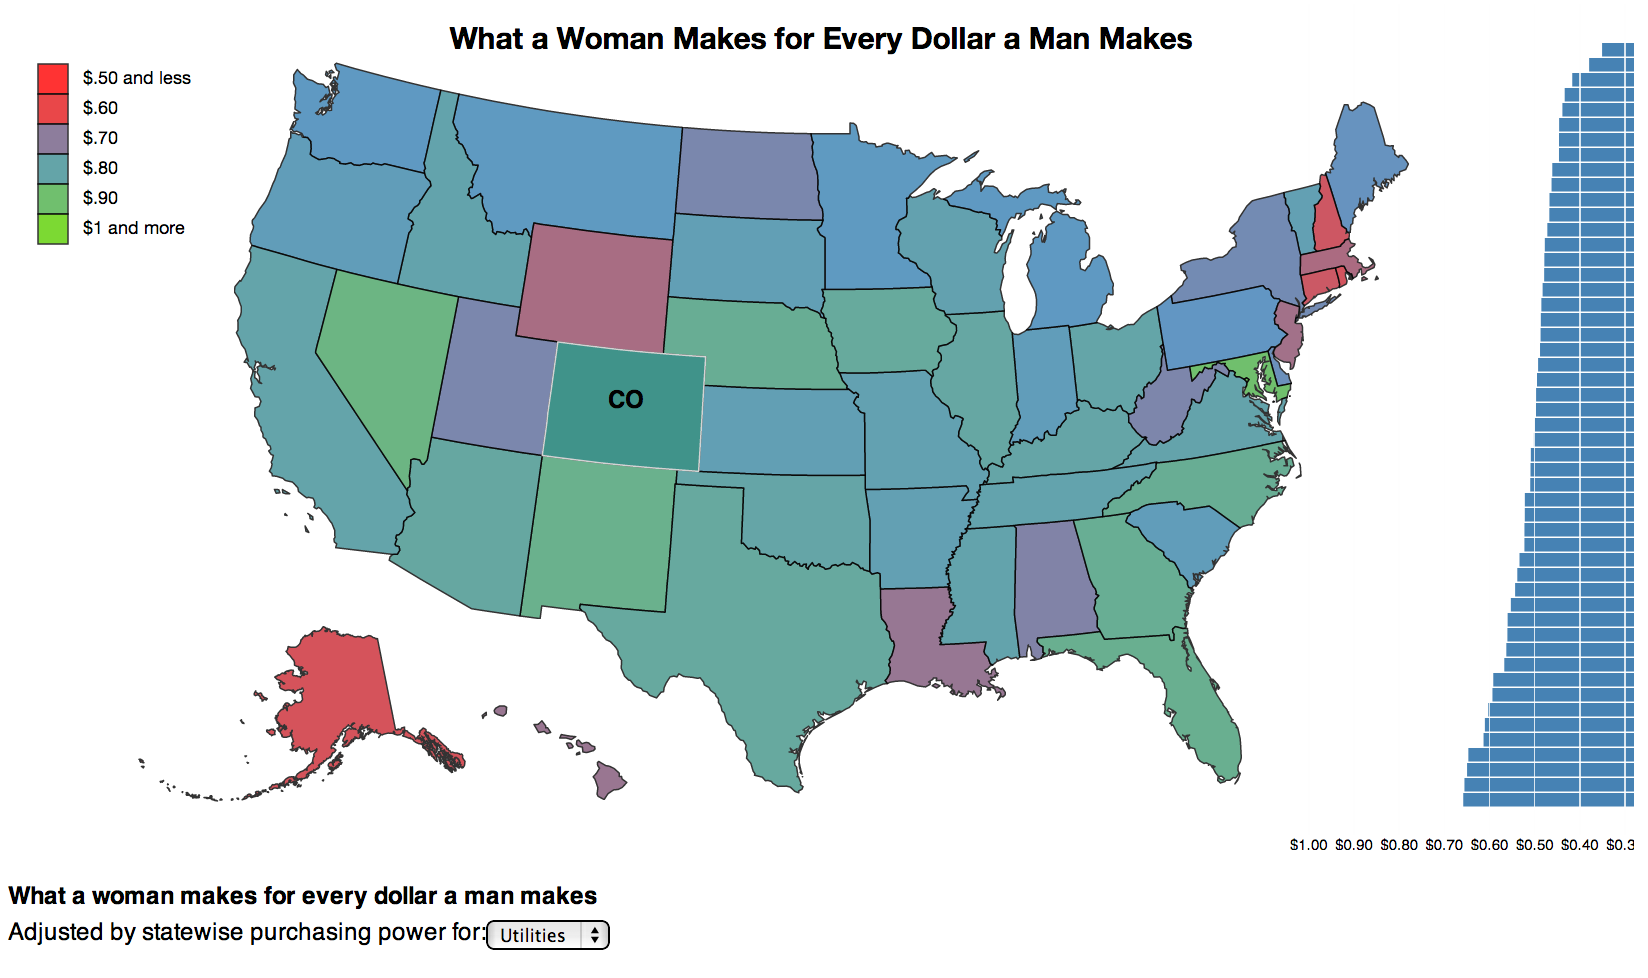 What a Woman Makes for Every Dollar a Man Makes
$.50 and less
$.60
$.70
$.80
$.90
$1 and more
CO
$1.00 $0.90 $0.80 $0.70 $0.60 $0.50 $0.40 $0.3
What a woman makes for every dollar a man makes
Adjusted by statewise purchasing power for: Utilities